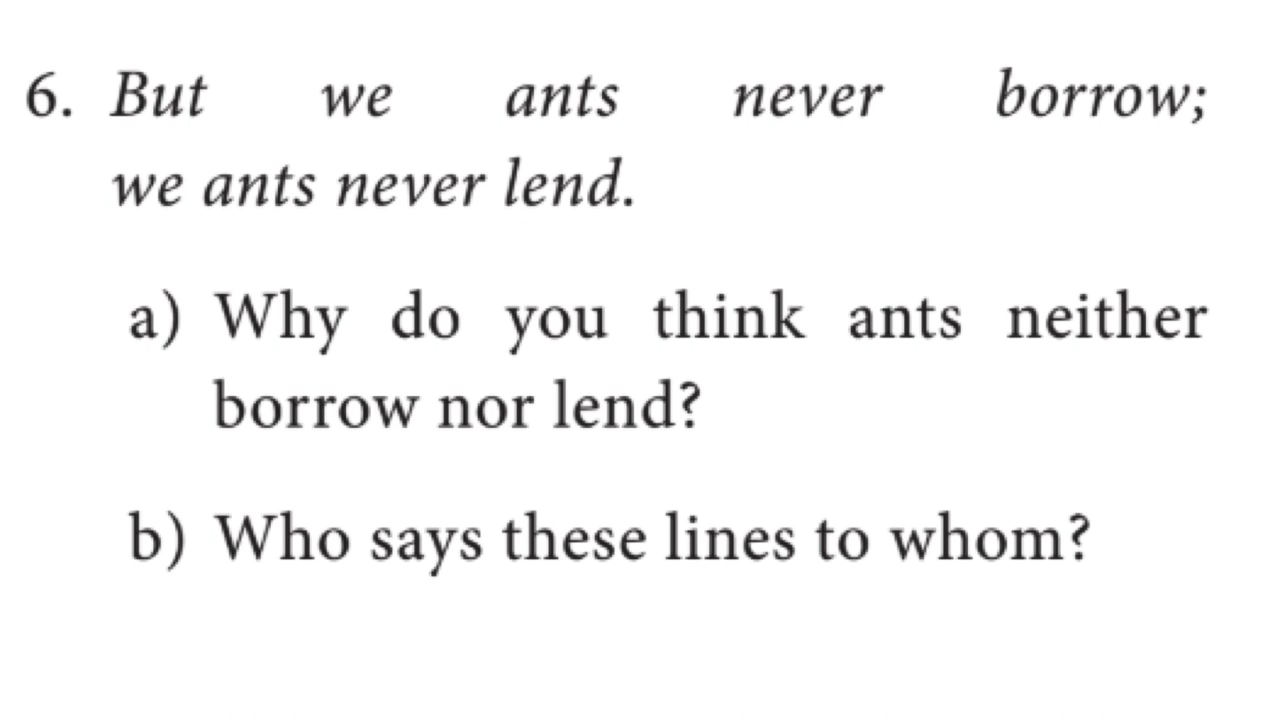 6. But we ants never borrow;
we ants never lend.
a) Why do you think ants neither
borrow nor lend?
b) Who says these lines to whom?